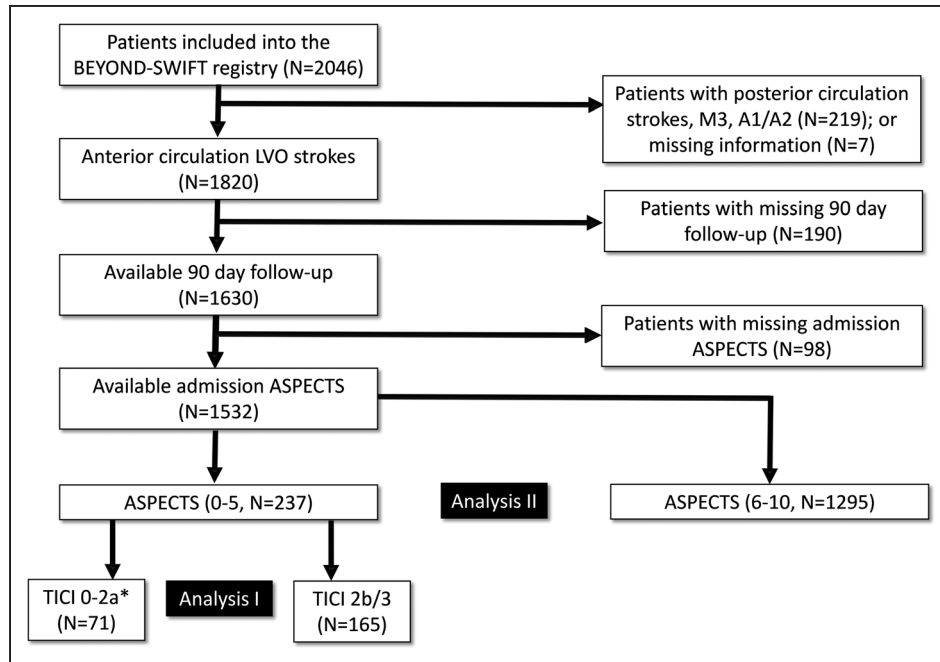 Patients included into the
BEYOND-SWIFT registry (N=2046)
Patients with posterior circulation
strokes, M3, A1/A2 (N=219); or
missing information
(N=7)
Anterior circulation LVO strokes
(N=1820)
Patients with missing 90 day
follow-up (N=190)
Available 90 day follow-up
(N=1630)
Patients with missing admission
ASPECTS (N=98)
Available admission ASPECTS
(N=1532)
ASPECTS (0-5, N=237)
Analysis II
ASPECTS (6-10, N=1295)
TICI 0-2a*
(N=71)
Analysis I
TICI 2b/3
(N=165)